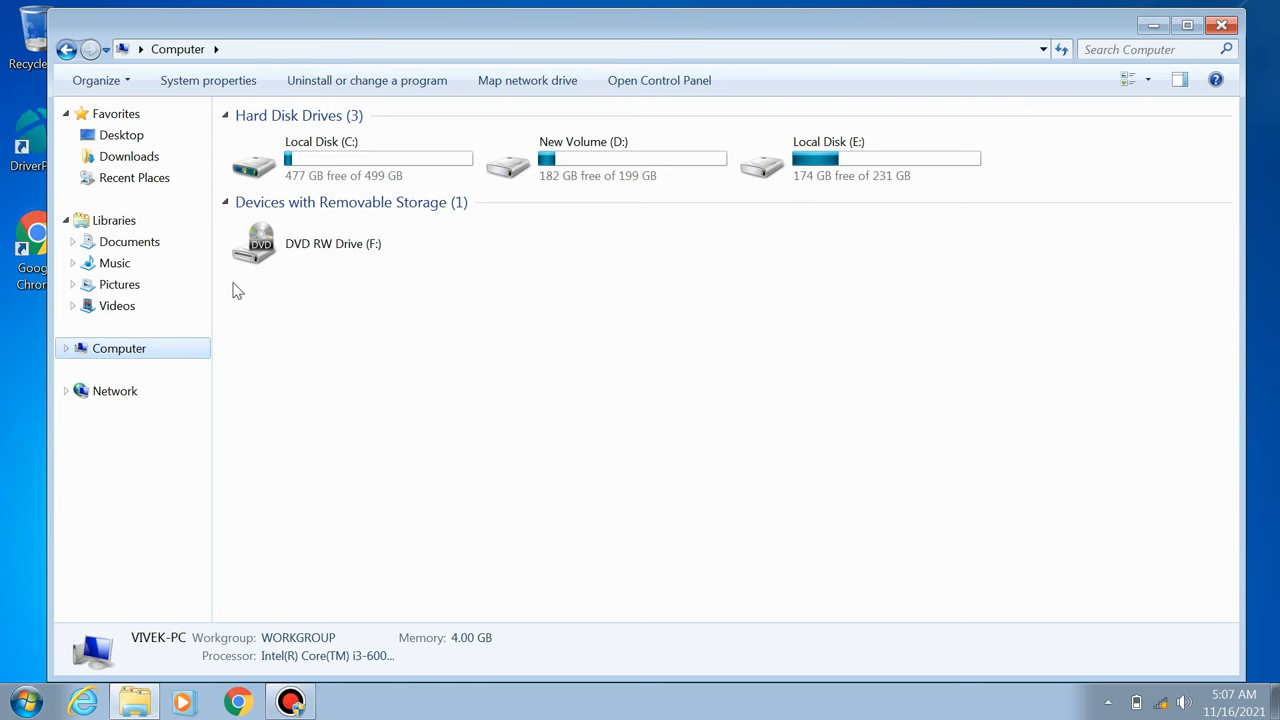 Recycle
DriverP
Goog
Chron
Computer
Search Computer
Organize
System properties
Uninstall or change a program
Map network drive
Open Control Panel
Favorites
Desktop
Downloads
Recent Places
Libraries
Documents
Music
Pictures
Videos
Computer
Network
Hard Disk Drives (3)
Local Disk (C:)
477 GB free of 499 GB
New Volume (D:)
182 GB free of 199 GB
Local Disk (E:)
174 GB free of 231 GB
Devices with Removable Storage (1)
DVD
DVD RW Drive (F:)
VIVEK-PC Workgroup: WORKGROUP Memory: 4.00 GB
Processor: Intel(R) Core(TM) i3-600...
5:07 AM
11/16/2021